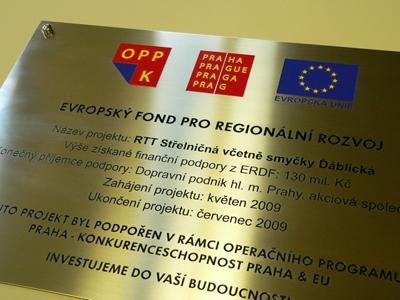 OPP
K
PRAHA
PRAGUE
PRAGA
PRAG
EVROPSKÁ UNIE
EVROPSKÝ FOND PRO REGIONÁLNÍ ROZVOJ
Název projektu: RTT Střelničná včetně smyčky Ďáblická
Výše získané finanční podpory z ERDF: 130 mil. Kč
Konečný příjemce podpory: Dopravní podnik hl. m. Prahy, akciová společ
Zahájení projektu: květen 2009
Ukončení projektu: červenec 2009
TO PROJEKT BYL PODPOŘEN V RÁMCI OPERAČNÍHO PROGRAMU
PRAHA - KONKURENCESCHOPNOST PRAHA & EU
INVESTUJEME DO VAŠÍ BUDOUCNOSTI